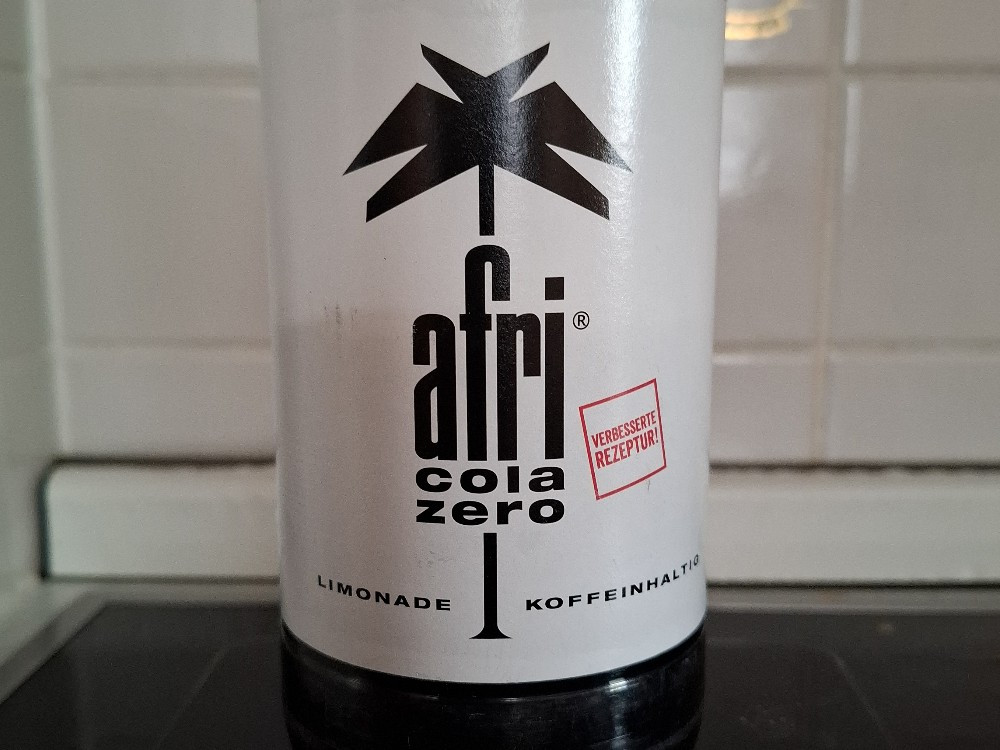 afri®
cola
zero
VERBESSERTE
REZEPTUR!
LIMONADE KOFFEINHALTIG